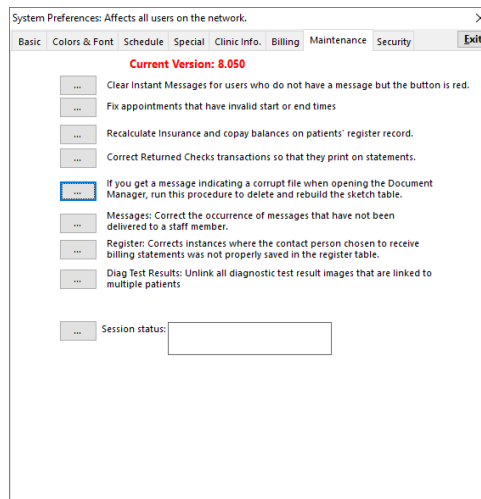 System Preferences: Affects all users on the network.
Basic Colors & Font Schedule Special Clinic Info. Billing Maintenance Security Exit
Current Version: 8.050
... Clear Instant Messages for users who do not have a message but the button is red.
... Fix appointments that have invalid start or end times
... Recalculate Insurance and copay balances on patients' register record.
... Correct Returned Checks transactions so that they print on statements.
If you get a message indicating a corrupt file when opening the Document
... Manager, run this procedure to delete and rebuild the sketch table.
... Messages: Correct the occurrence of messages that have not been
delivered to a staff member.
... Register: Corrects instances where the contact person chosen to receive
billing statements was not properly saved in the register table.
... Diag Test Results: Unlink all diagnostic test result images that are linked to
multiple patients
... Session status: